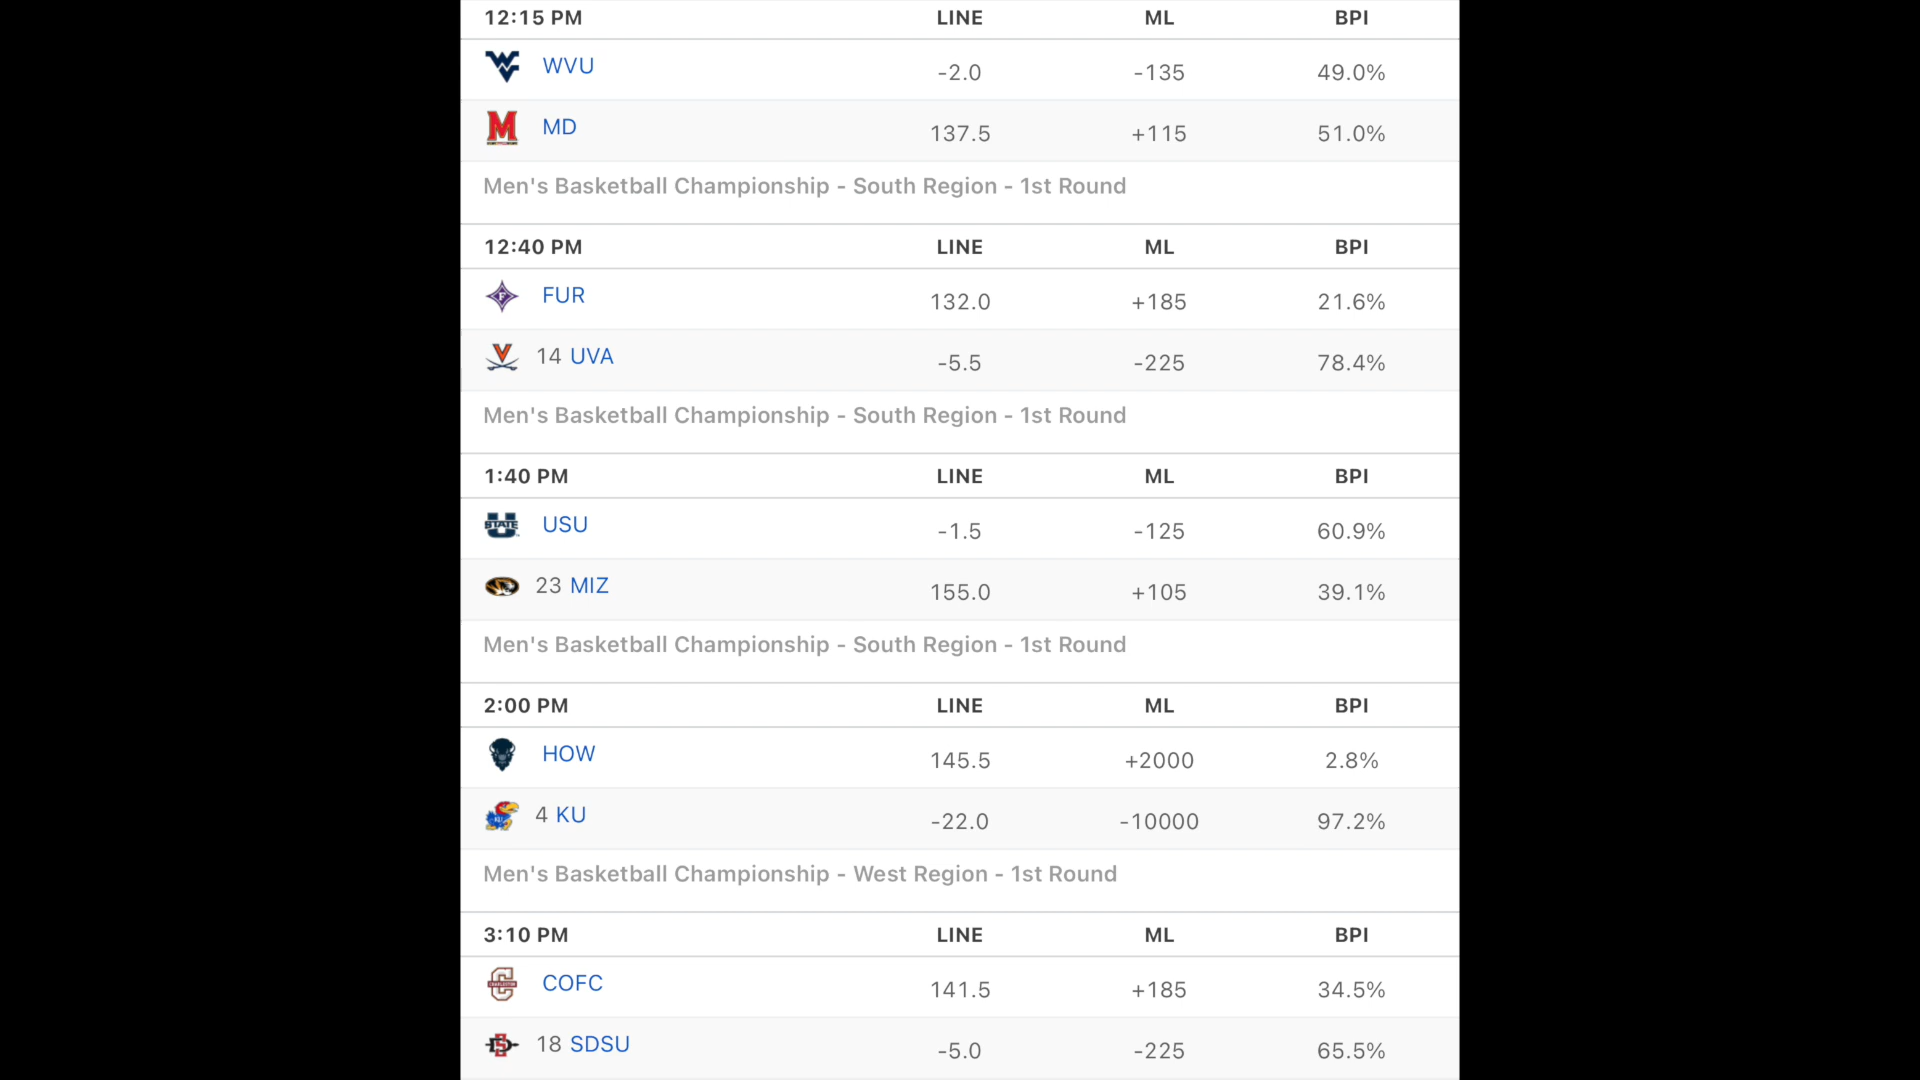 12:15 PM LINE ML BPI
WVU -2.0 -135 49.0%
MD 137.5 +115 51.0%
Men's Basketball Championship - South Region - 1st Round
12:40 PM LINE ML BPI
FUR 132.0 +185 21.6%
14 UVA -5.5 -225 78.4%
Men's Basketball Championship - South Region - 1st Round
1:40 PM LINE ML BPI
USU -1.5 -125 60.9%
23 MIZ 155.0 +105 39.1%
Men's Basketball Championship - South Region - 1st Round
2:00 PM LINE ML BPI
HOW 145.5 +2000 2.8%
4 KU -22.0 -10000 97.2%
Men's Basketball Championship - West Region - 1st Round
3:10 PM LINE ML BPI
COFC 141.5 +185 34.5%
18 SDSU -5.0 -225 65.5%